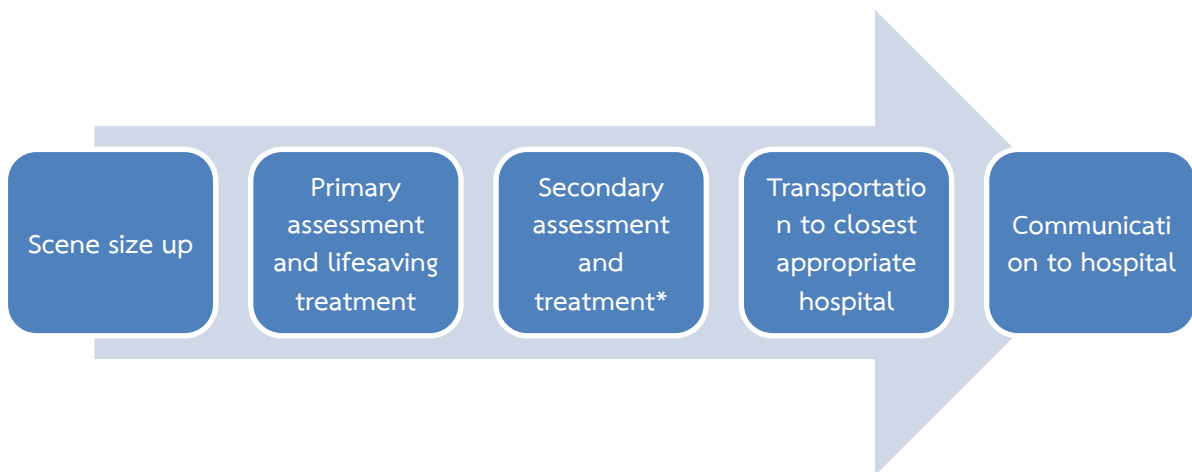 Scene size up
Primary
assessment
and lifesaving
treatment
Secondary
assessment
and
treatment*
Transportatio
n to closest
appropriate
hospital
Communicati
on to hospital